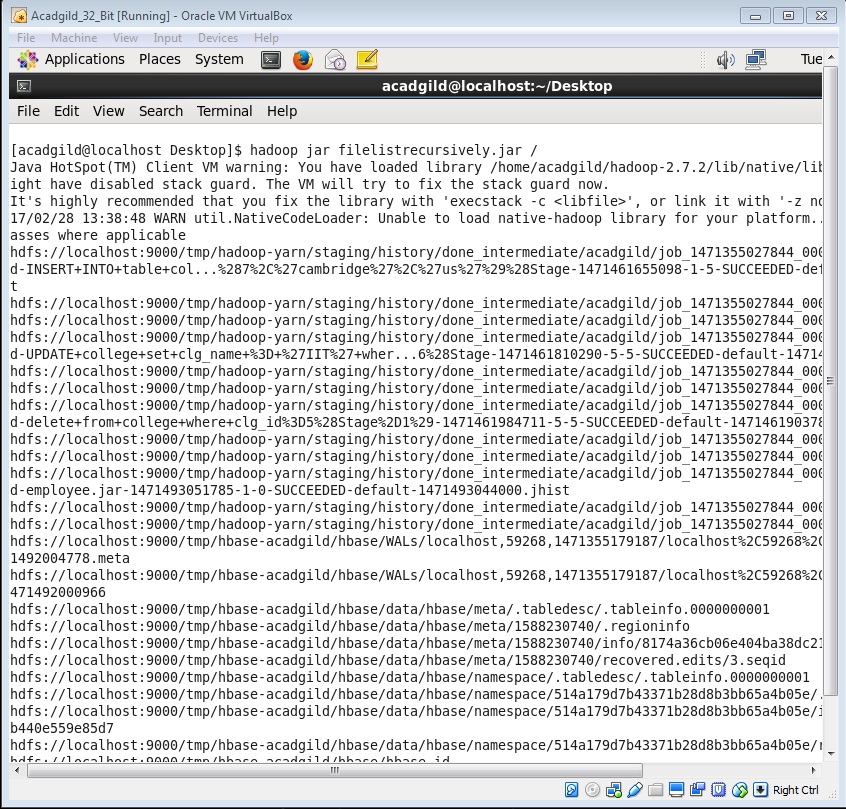 Acadgild_32_Bit [Running] - Oracle VM VirtualBox
File Machine View Input Devices Help
Applications Places System Tue
acadgild@localhost:~/Desktop
File Edit View Search Terminal Help
[acadgild@localhost Desktop]$ hadoop jar filelistrecursively.jar /
Java HotSpot(TM) Client VM warning: You have loaded library /home/acadgild/hadoop-2.7.2/lib/native/lib
ight have disabled stack guard. The VM will try to fix the stack guard now.
It's highly recommended that you fix the library with 'execstack -c <libfile>', or link it with '-z no
17/02/28 13:38:48 WARN util.NativeCodeLoader: Unable to load native-hadoop library for your platform..
asses where applicable
hdfs://localhost:9000/tmp/hadoop-yarn/staging/history/done_intermediate/acadgild/job_1471355027844_000
d-INSERT+INTO+table+col...%287%2C%27cambridge%27%2C%27us%27%29%28Stage-1471461655098-1-5-SUCCEEDED-def
t
hdfs://localhost:9000/tmp/hadoop-yarn/staging/history/done_intermediate/acadgild/job_1471355027844_000
hdfs://localhost:9000/tmp/hadoop-yarn/staging/history/done_intermediate/acadgild/job_1471355027844_000
hdfs://localhost:9000/tmp/hadoop-yarn/staging/history/done_intermediate/acadgild/job_1471355027844_000
d-UPDATE+college+set+clg_name+%3D+%27IIT%27+wher...6%28Stage-1471461810290-5-5-SUCCEEDED-default-14714
hdfs://localhost:9000/tmp/hadoop-yarn/staging/history/done_intermediate/acadgild/job_1471355027844_000
hdfs://localhost:9000/tmp/hadoop-yarn/staging/history/done_intermediate/acadgild/job_1471355027844_000
hdfs://localhost:9000/tmp/hadoop-yarn/staging/history/done_intermediate/acadgild/job_1471355027844_000
d-delete+from+college+where+clg_id%3D5%28Stage%2D1%29-1471461984711-5-5-SUCCEEDED-default-147146190378
hdfs://localhost:9000/tmp/hadoop-yarn/staging/history/done_intermediate/acadgild/job_1471355027844_000
hdfs://localhost:9000/tmp/hadoop-yarn/staging/history/done_intermediate/acadgild/job_1471355027844_000
hdfs://localhost:9000/tmp/hadoop-yarn/staging/history/done_intermediate/acadgild/job_1471355027844_000
d-employee.jar-1471493051785-1-0-SUCCEEDED-default-1471493044000.jhist
hdfs://localhost:9000/tmp/hadoop-yarn/staging/history/done_intermediate/acadgild/job_1471355027844_000
hdfs://localhost:9000/tmp/hadoop-yarn/staging/history/done_intermediate/acadgild/job_1471355027844_000
hdfs://localhost:9000/tmp/hbase-acadgild/hbase/WALs/localhost,59268,1471355179187/localhost%2C59268%2C
1492004778.meta
hdfs://localhost:9000/tmp/hbase-acadgild/hbase/WALs/localhost,59268,1471355179187/localhost%2C59268%2C
471492000966
hdfs://localhost:9000/tmp/hbase-acadgild/hbase/data/hbase/meta/.tabledesc/.tableinfo.0000000001
hdfs://localhost:9000/tmp/hbase-acadgild/hbase/data/hbase/meta/1588230740/.regioninfo
hdfs://localhost:9000/tmp/hbase-acadgild/hbase/data/hbase/meta/1588230740/info/8174a36cb06e404ba38dc21
hdfs://localhost:9000/tmp/hbase-acadgild/hbase/data/hbase/meta/1588230740/recovered.edits/3.seqid
hdfs://localhost:9000/tmp/hbase-acadgild/hbase/data/hbase/namespace/.tabledesc/.tableinfo.0000000001
hdfs://localhost:9000/tmp/hbase-acadgild/hbase/data/hbase/namespace/514a179d7b43371b28d8b3bb65a4b05e/.
hdfs://localhost:9000/tmp/hbase-acadgild/hbase/data/hbase/namespace/514a179d7b43371b28d8b3bb65a4b05e/i
b440e559e85d7
hdfs://localhost:9000/tmp/hbase-acadgild/hbase/data/hbase/namespace/514a179d7b43371b28d8b3bb65a4b05e/r
hdfs://localhost:9000/tmp/hbase-acadgild/hbase/hbase.id
Right Ctrl